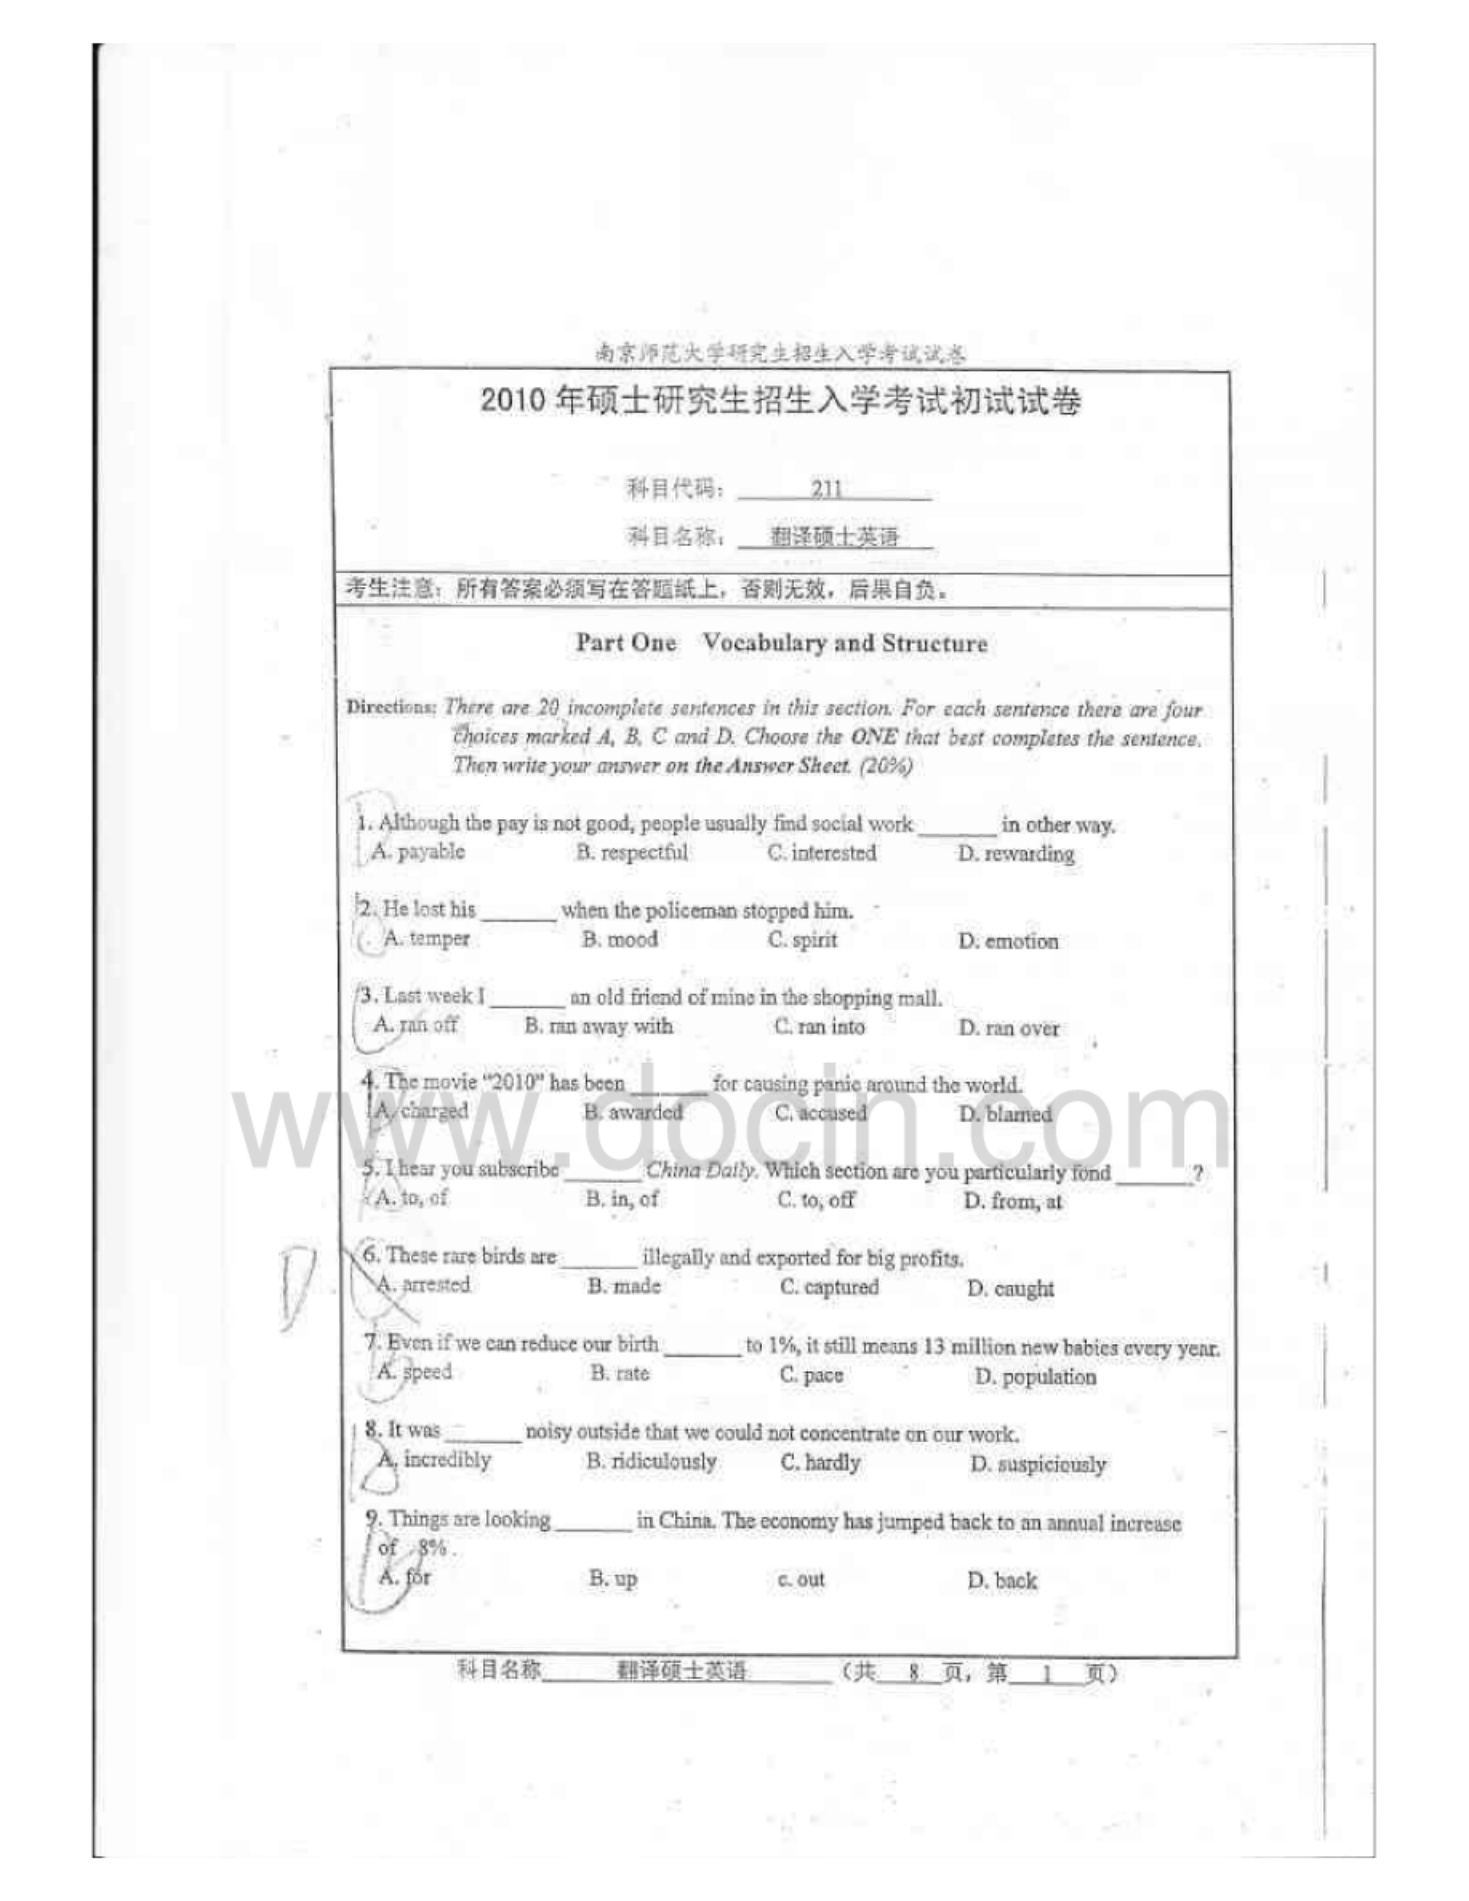 南京师范大学研究生招生入学考试试卷
2010 年硕士研究生招生入学考试初试试卷
科目代码： 211
科目名称： 翻译硕士英语
考生注意：所有答案必须写在答题纸上，否则无效，后果自负。
Part One Vocabulary and Structure
Directions: There are 20 incomplete sentences in this section. For each sentence there are four
choices marked A, B, C and D. Choose the ONE that best completes the sentence.
Then write your answer on the Answer Sheet. (20%)
1. Although the pay is not good, people usually find social work ________ in other way.
A. payable B. respectful C. interested D. rewarding
2. He lost his ________ when the policeman stopped him.
A. temper B. mood C. spirit D. emotion
3. Last week I ________ an old friend of mine in the shopping mall.
A. ran off B. ran away with C. ran into D. ran over
4. The movie “2010” has been ________ for causing panic around the world.
A. charged B. awarded C. accused D. blamed
www.docin.com
5. I hear you subscribe ________ China Daily. Which section are you particularly fond ________?
A. to, of B. in, of C. to, off D. from, at
D 6. These rare birds are ________ illegally and exported for big profits.
A. arrested B. made C. captured D. caught
7. Even if we can reduce our birth ________ to 1%, it still means 13 million new babies every year.
A. speed B. rate C. pace D. population
8. It was ________ noisy outside that we could not concentrate on our work.
A. incredibly B. ridiculously C. hardly D. suspiciously
9. Things are looking ________ in China. The economy has jumped back to an annual increase
of 8%.
A. for B. up c. out D. back
科目名称 翻译硕士英语 （共 8 页，第 1 页）